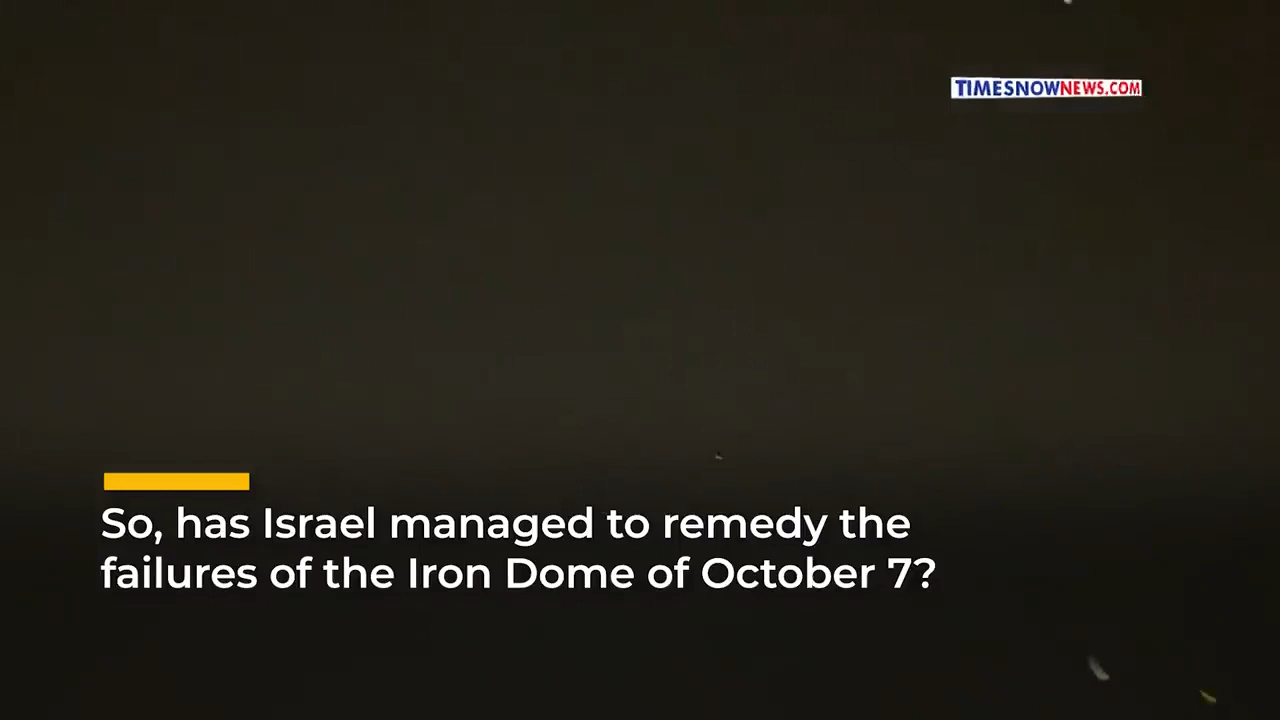 TIMESNOWNEWS.COM
So, has Israel managed to remedy the
failures of the Iron Dome of October 7?